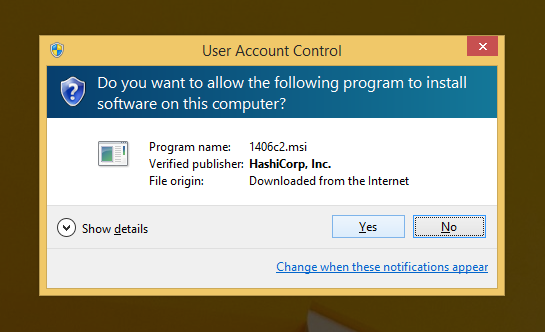 User Account Control
Do you want to allow the following program to install
software on this computer?
Program name: 1406c2.msi
Verified publisher: HashiCorp, Inc.
File origin: Downloaded from the Internet
Show details
Yes
No
Change when these notifications appear